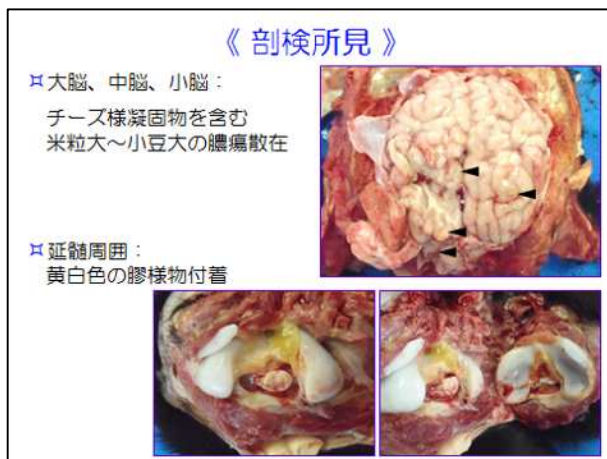 《 剖検所見 》
¤大脳、中脳、小脳：
チーズ様凝固物を含む
米粒大～小豆大の膿瘍散在
¤延髄周囲：
黄白色の膠様物付着